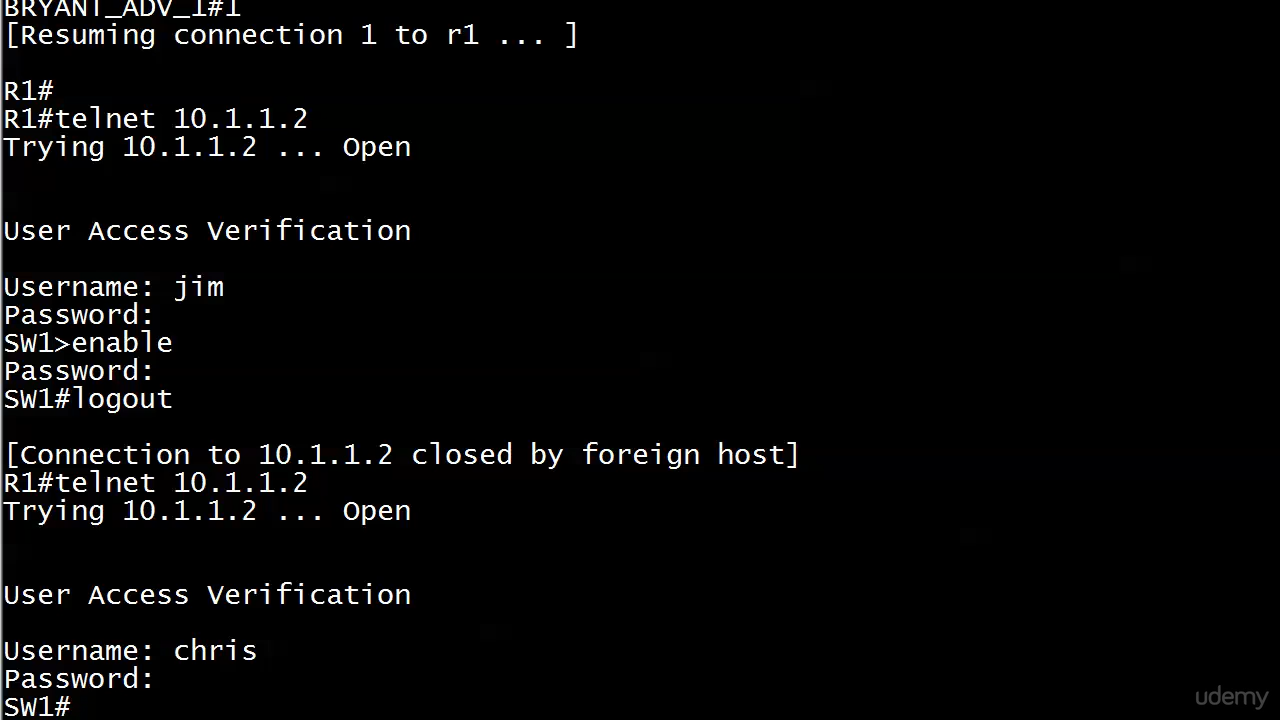 BRYANT_ADV_1#1
[Resuming connection 1 to r1 ... ]
R1#
R1#telnet 10.1.1.2
Trying 10.1.1.2 ... Open
User Access Verification
Username: jim
Password:
SW1>enable
Password:
SW1#logout
[Connection to 10.1.1.2 closed by foreign host]
R1#telnet 10.1.1.2
Trying 10.1.1.2 ... Open
User Access Verification
Username: chris
Password:
SW1#
udemy